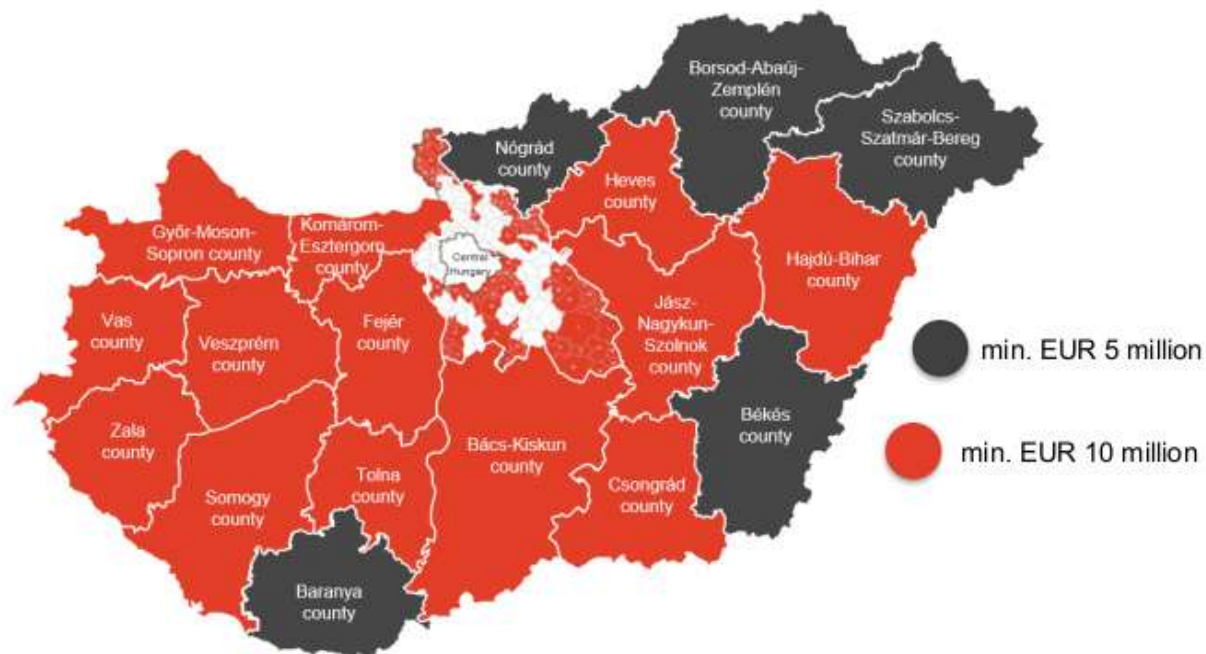 Borsod-Abaúj-
Zemplén
county
Szabolcs-
Szatmár-Bereg
county
Nógrád
county
Heves
county
Győr-Moson-
Sopron county
Komárom-
Esztergom
county
Central
Hungary
Hajdú-Bihar
county
Vas
county
Veszprém
county
Fejér
county
Jász-
Nagykun-
Szolnok
county
min. EUR 5 million
Zala
county
Békés
county
Bács-Kiskun
county
min. EUR 10 million
Somogy
county
Tolna
county
Csongrád
county
Baranya
county